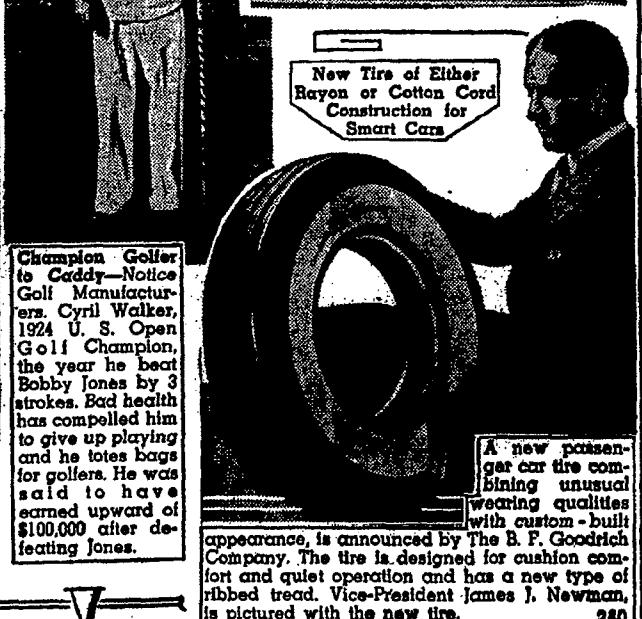 New Tire of Either
Rayon or Cotton Cord
Construction for
Smart Cars
Champion Golfer
to Caddy—Notice
Golf Manufactur-
ers. Cyril Walker,
1924 U. S. Open
Golf Champion,
the year he beat
Bobby Jones by 3
strokes. Bad health
has compelled him
to give up playing
and he totes bags
for golfers. He was
said to have
earned upward of
$100,000 after de-
feating Jones.
A new passen-
ger car tire com-
bining unusual
wearing qualities
with custom-built
appearance, is announced by The B. F. Goodrich
Company. The tire is designed for cushion com-
fort and quiet operation and has a new type of
ribbed tread. Vice-President James J. Newman,
is pictured with the new tire.